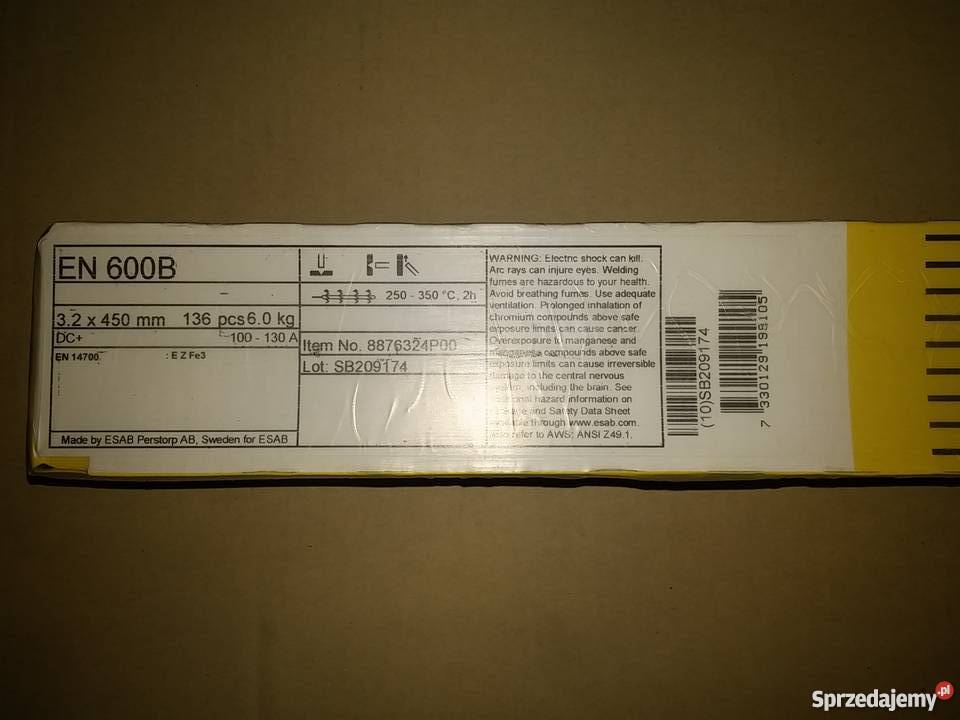 EN 600B
-
3.2 x 450 mm 136 pcs 6.0 kg
DC+ 100 - 130 A
EN 14700 : E Z Fe3
Made by ESAB Perstorp AB, Sweden for ESAB
250 - 350 °C, 2h
Item No. 8876324P00
Lot: SB209174
WARNING: Electric shock can kill.
Arc rays can injure eyes. Welding
fumes are hazardous to your health.
Avoid breathing fumes. Use adequate
ventilation. Prolonged inhalation of
chromium compounds above safe
exposure limits can cause cancer.
Overexposure to manganese and
manganese compounds above safe
exposure limits can cause irreversible
damage to the central nervous
system, including the brain. See
hazard information on
and Safety Data Sheet
available through www.esab.com.
Also refer to AWS: ANSI Z49.1.
(10)SB209174
7 330129 195105
Sprzedajemy.pl